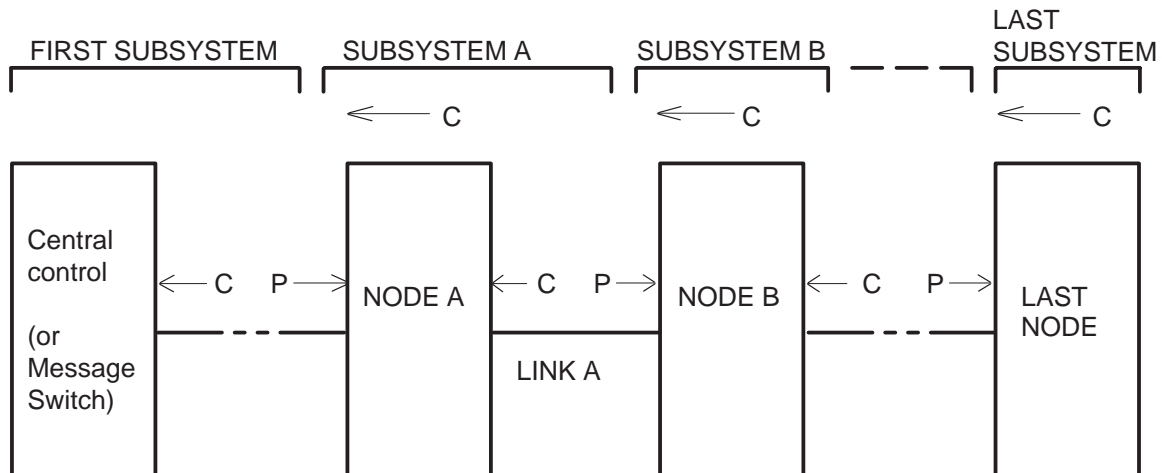 LAST
FIRST SUBSYSTEM SUBSYSTEM A SUBSYSTEM B SUBSYSTEM
C C C
Central
control
C P C P C P
NODE A NODE B LAST
NODE
(or
Message
Switch)
LINK A